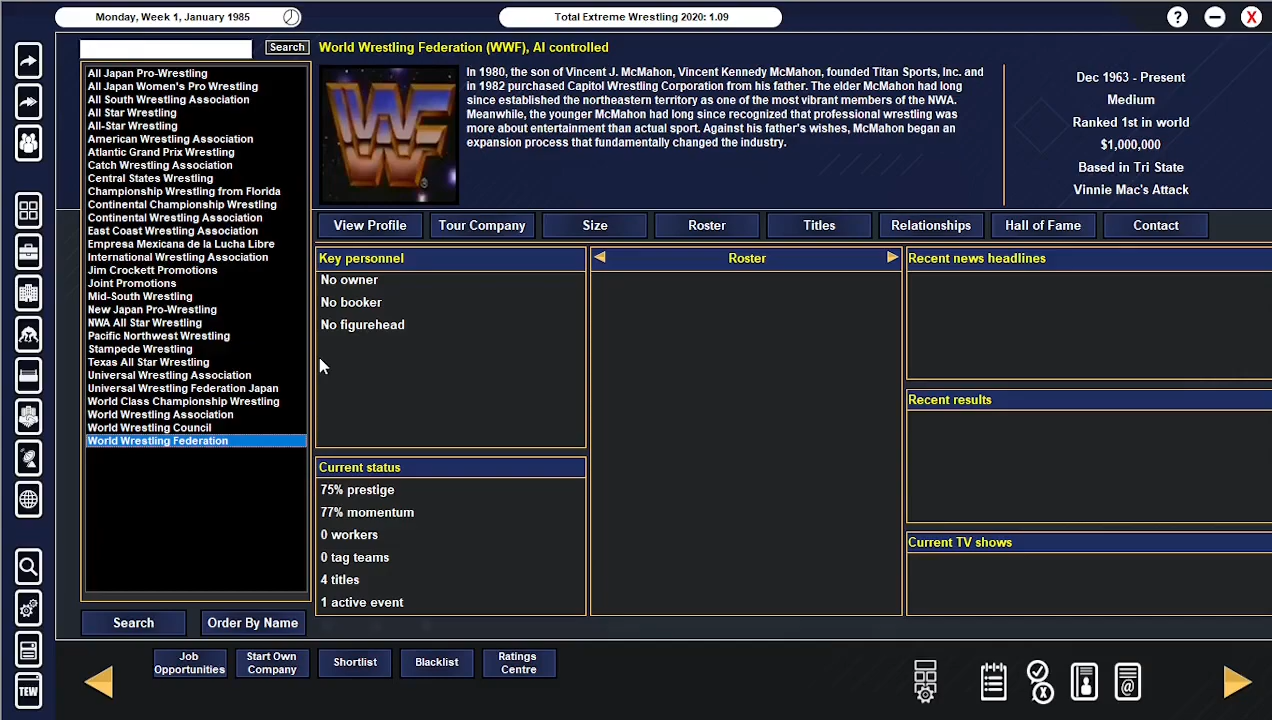 Monday, Week 1, January 1985
Total Extreme Wrestling 2020: 1.09
?
X
Search
World Wrestling Federation (WWF), AI controlled
All Japan Pro-Wrestling
All Japan Women's Pro Wrestling
All South Wrestling Association
All Star Wrestling
All-Star Wrestling
American Wrestling Association
Atlantic Grand Prix Wrestling
Catch Wrestling Association
Central States Wrestling
Championship Wrestling from Florida
Continental Championship Wrestling
Continental Wrestling Association
East Coast Wrestling Association
Empresa Mexicana de la Lucha Libre
International Wrestling Association
Jim Crockett Promotions
Joint Promotions
Mid-South Wrestling
New Japan Pro-Wrestling
NWA All Star Wrestling
Pacific Northwest Wrestling
Stampede Wrestling
Texas All Star Wrestling
Universal Wrestling Association
Universal Wrestling Federation Japan
World Class Championship Wrestling
World Wrestling Association
World Wrestling Council
World Wrestling Federation
Search
Order By Name
WF
In 1980, the son of Vincent J. McMahon, Vincent Kennedy McMahon, founded Titan Sports, Inc. and
in 1982 purchased Capitol Wrestling Corporation from his father. The elder McMahon had long
since established the northeastern territory as one of the most vibrant members of the NWA.
Meanwhile, the younger McMahon had long since recognized that professional wrestling was
more about entertainment than actual sport. Against his father's wishes, McMahon began an
expansion process that fundamentally changed the industry.
Dec 1963 - Present
Medium
Ranked 1st in world
$1,000,000
Based in Tri State
Vinnie Mac's Attack
View Profile
Tour Company
Size
Roster
Titles
Relationships
Hall of Fame
Contact
Key personnel
No owner
No booker
No figurehead
Current status
75% prestige
77% momentum
0 workers
0 tag teams
4 titles
1 active event
Roster
Recent news headlines
Recent results
Current TV shows
TEW
Job
Opportunities
Start Own
Company
Shortlist
Blacklist
Ratings
Centre
@